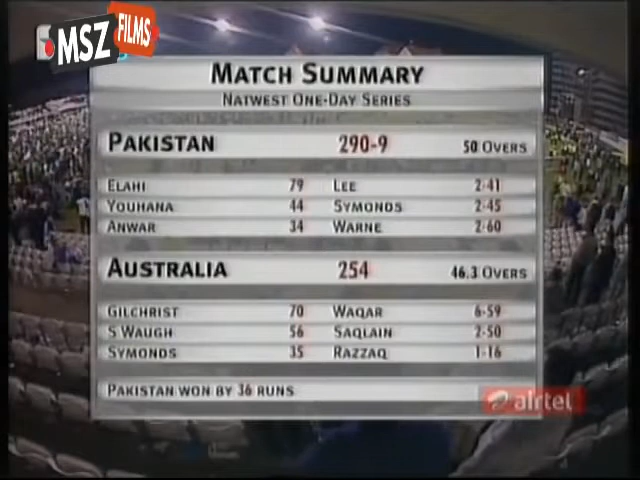 MSZ FILMS
MATCH SUMMARY
NATWEST ONE-DAY SERIES
PAKISTAN 290-9 50 OVERS
ELAHI 79 LEE 2-41
YOUHANA 44 SYMONDS 2-45
ANWAR 34 WARNE 2-60
AUSTRALIA 254 46.3 OVERS
GILCHRIST 70 WAQAR 6-59
S WAUGH 56 SAQLAIN 2-50
SYMONDS 35 RAZZAQ 1-16
PAKISTAN WON BY 36 RUNS
airtel